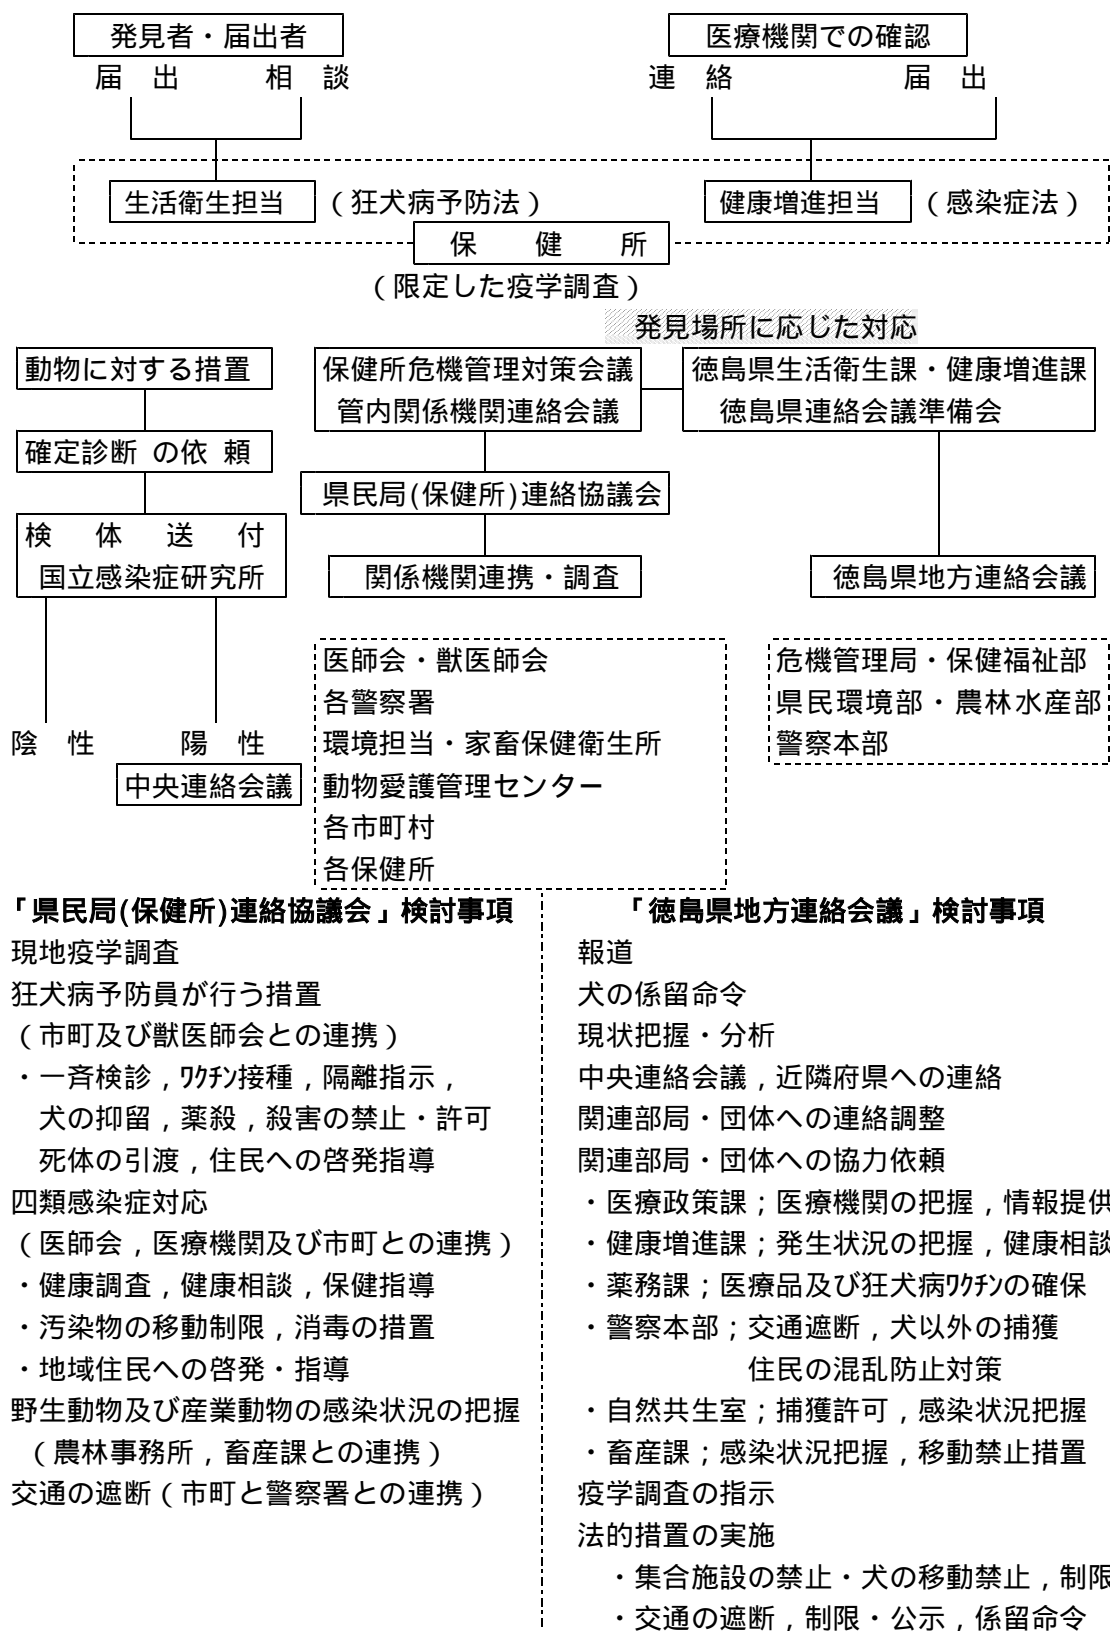 発見者・届出者
医療機関での確認
届 出 相 談
連 絡 届 出
生活衛生担当 (狂犬病予防法)
健康増進担当 (感染症法)
保 健 所
(限定した疫学調査)
発見場所に応じた対応
動物に対する措置
保健所危機管理対策会議
管内関係機関連絡会議
徳島県生活衛生課・健康増進課
徳島県連絡会議準備会
確定診断 の依 頼
県民局(保健所)連絡協議会
検 体 送 付
国立感染症研究所
関係機関連携・調査
徳島県地方連絡会議
陰 性 陽 性
中央連絡会議
医師会・獣医師会
各警察署
環境担当・家畜保健衛生所
動物愛護管理センター
各市町村
各保健所
危機管理局・保健福祉部
県民環境部・農林水産部
警察本部
「県民局(保健所)連絡協議会」検討事項
現地疫学調査
狂犬病予防員が行う措置
(市町及び獣医師会との連携)
・一斉検診,ワクチン接種,隔離指示,
犬の抑留,薬殺,殺害の禁止・許可
死体の引渡,住民への啓発指導
四類感染症対応
(医師会,医療機関及び市町との連携)
・健康調査,健康相談,保健指導
・汚染物の移動制限,消毒の措置
・地域住民への啓発・指導
野生動物及び産業動物の感染状況の把握
(農林事務所,畜産課との連携)
交通の遮断(市町と警察署との連携)
「徳島県地方連絡会議」検討事項
報道
犬の係留命令
現状把握・分析
中央連絡会議,近隣府県への連絡
関連部局・団体への連絡調整
関連部局・団体への協力依頼
・医療政策課;医療機関の把握,情報提供
・健康増進課;発生状況の把握,健康相談
・薬務課;医療品及び狂犬病ワクチンの確保
・警察本部;交通遮断,犬以外の捕獲
住民の混乱防止対策
・自然共生室;捕獲許可,感染状況把握
・畜産課;感染状況把握,移動禁止措置
疫学調査の指示
法的措置の実施
・集合施設の禁止・犬の移動禁止,制限
・交通の遮断,制限・公示,係留命令